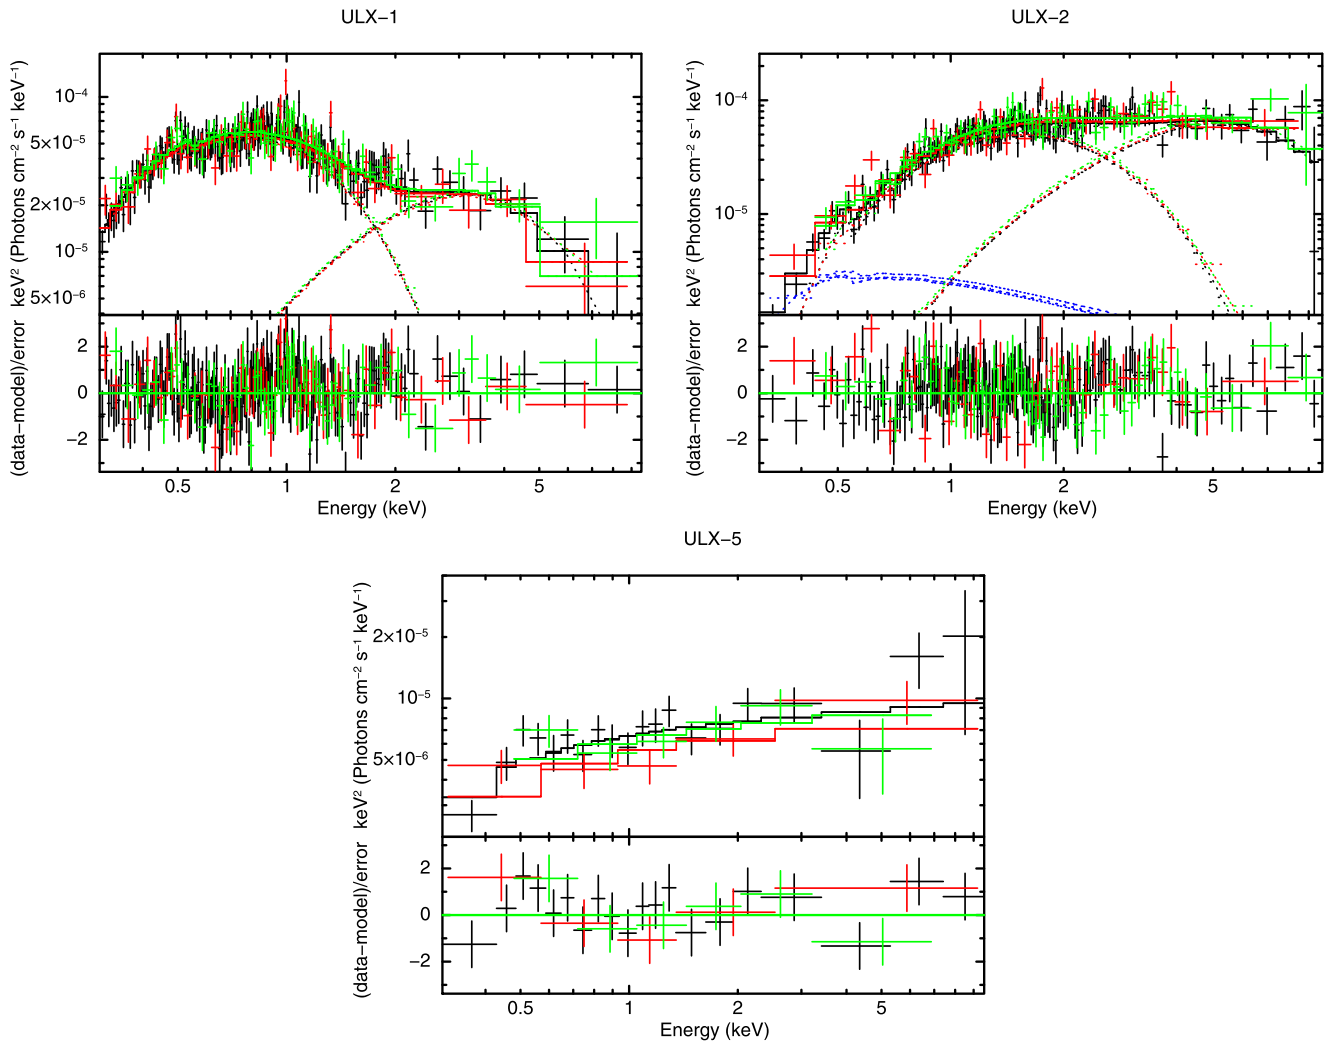 ULX−1
keV² (Photons cm⁻² s⁻¹ keV⁻¹)
10⁻⁴
5×10⁻⁵
2×10⁻⁵
10⁻⁵
5×10⁻⁶
(data−model)/error
2
0
−2
0.5 1 2 5
Energy (keV)
ULX−2
keV² (Photons cm⁻² s⁻¹ keV⁻¹)
10⁻⁴
10⁻⁵
(data−model)/error
2
0
−2
0.5 1 2 5
Energy (keV)
ULX−5
keV² (Photons cm⁻² s⁻¹ keV⁻¹)
2×10⁻⁵
10⁻⁵
5×10⁻⁶
(data−model)/error
2
0
−2
0.5 1 2 5
Energy (keV)